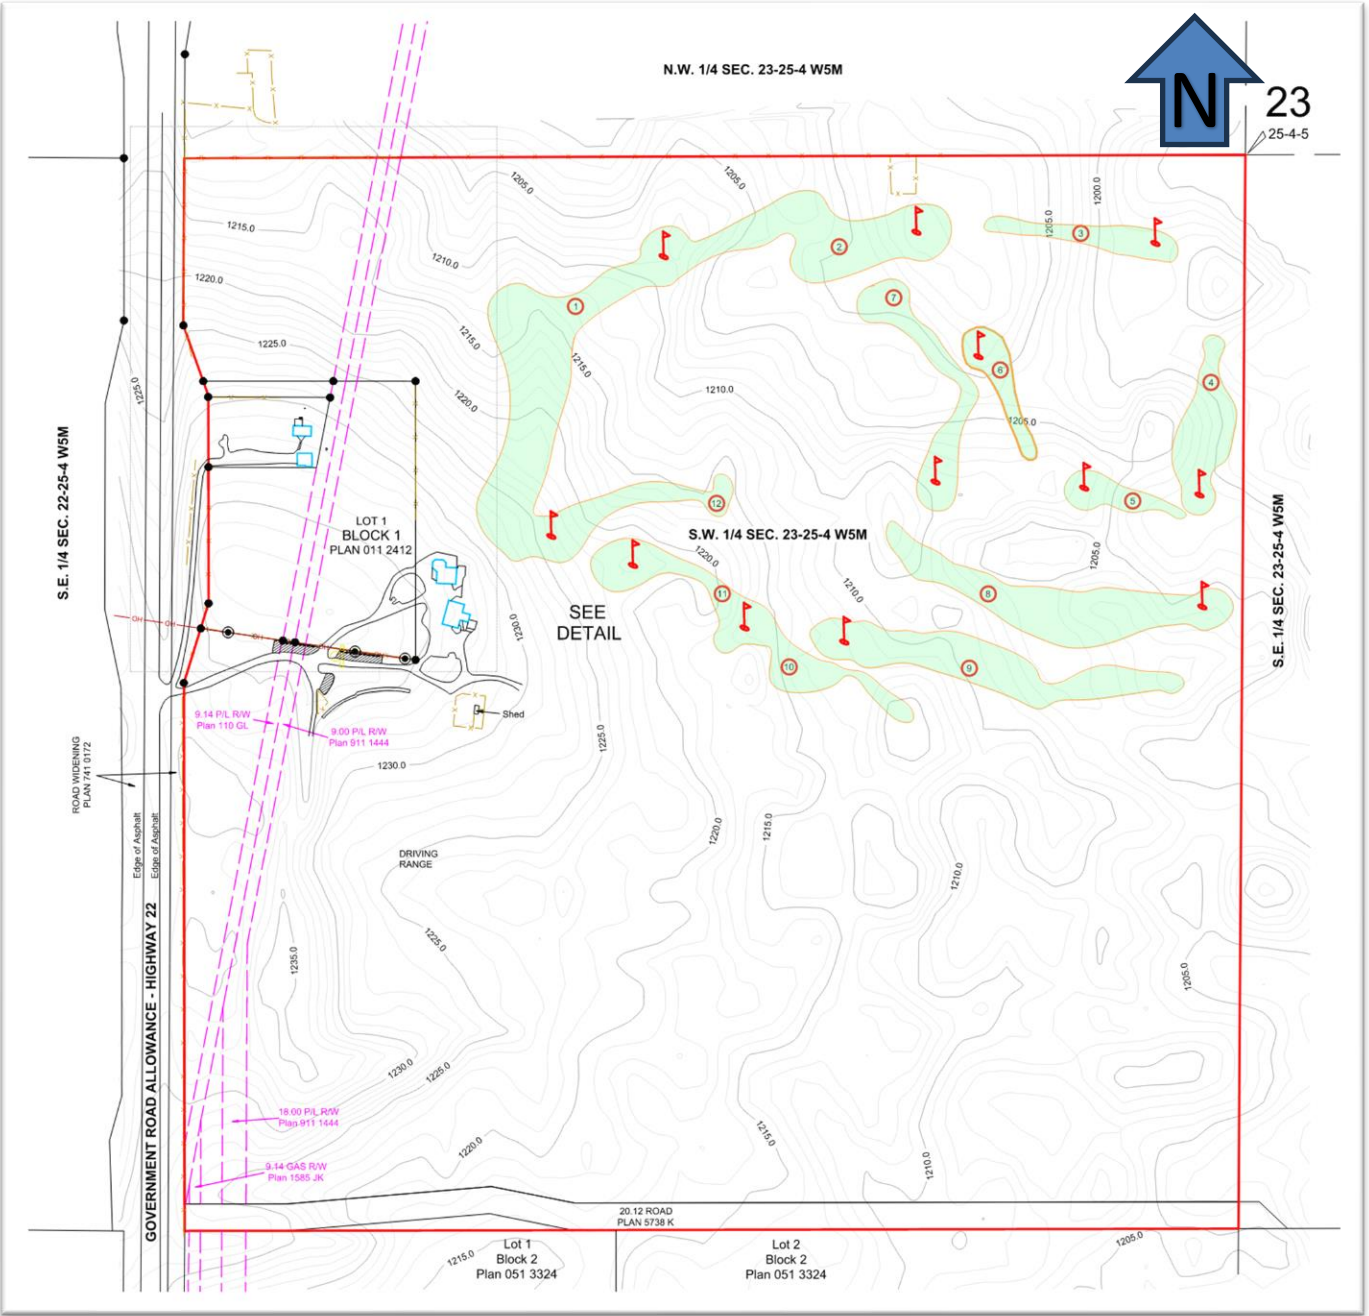 N.W. 1/4 SEC. 23-25-4 W5M
N
23
25-4-5
1205.0
1205.0
1200.0
1205.0
1215.0
1210.0
1220.0
2
3
7
1
1225.0
1215.0
1215.0
6
4
1225.0
1220.0
1210.0
1205.0
5
12
S.E. 1/4 SEC. 22-25-4 W5M
LOT 1
BLOCK 1
PLAN 011 2412
S.W. 1/4 SEC. 23-25-4 W5M
1220.0
1210.0
1205.0
S.E. 1/4 SEC. 23-25-4 W5M
11
8
SEE
DETAIL
1230.0
OH
OH
OH
10
9
9.14 P/L R/W
Plan 110 GL
9.00 P/L R/W
Plan 911 1444
Shed
1225.0
1230.0
ROAD WIDENING
PLAN 741 0172
Edge of Asphalt
Edge of Asphalt
DRIVING
RANGE
1220.0
1215.0
1210.0
GOVERNMENT ROAD ALLOWANCE - HIGHWAY 22
1235.0
1225.0
1205.0
1230.0
1225.0
18.00 P/L R/W
Plan 911 1444
1220.0
1215.0
1210.0
9.14 GAS R/W
Plan 1585 JK
20.12 ROAD
PLAN 5738 K
1215.0
Lot 1
Block 2
Plan 051 3324
Lot 2
Block 2
Plan 051 3324
1205.0